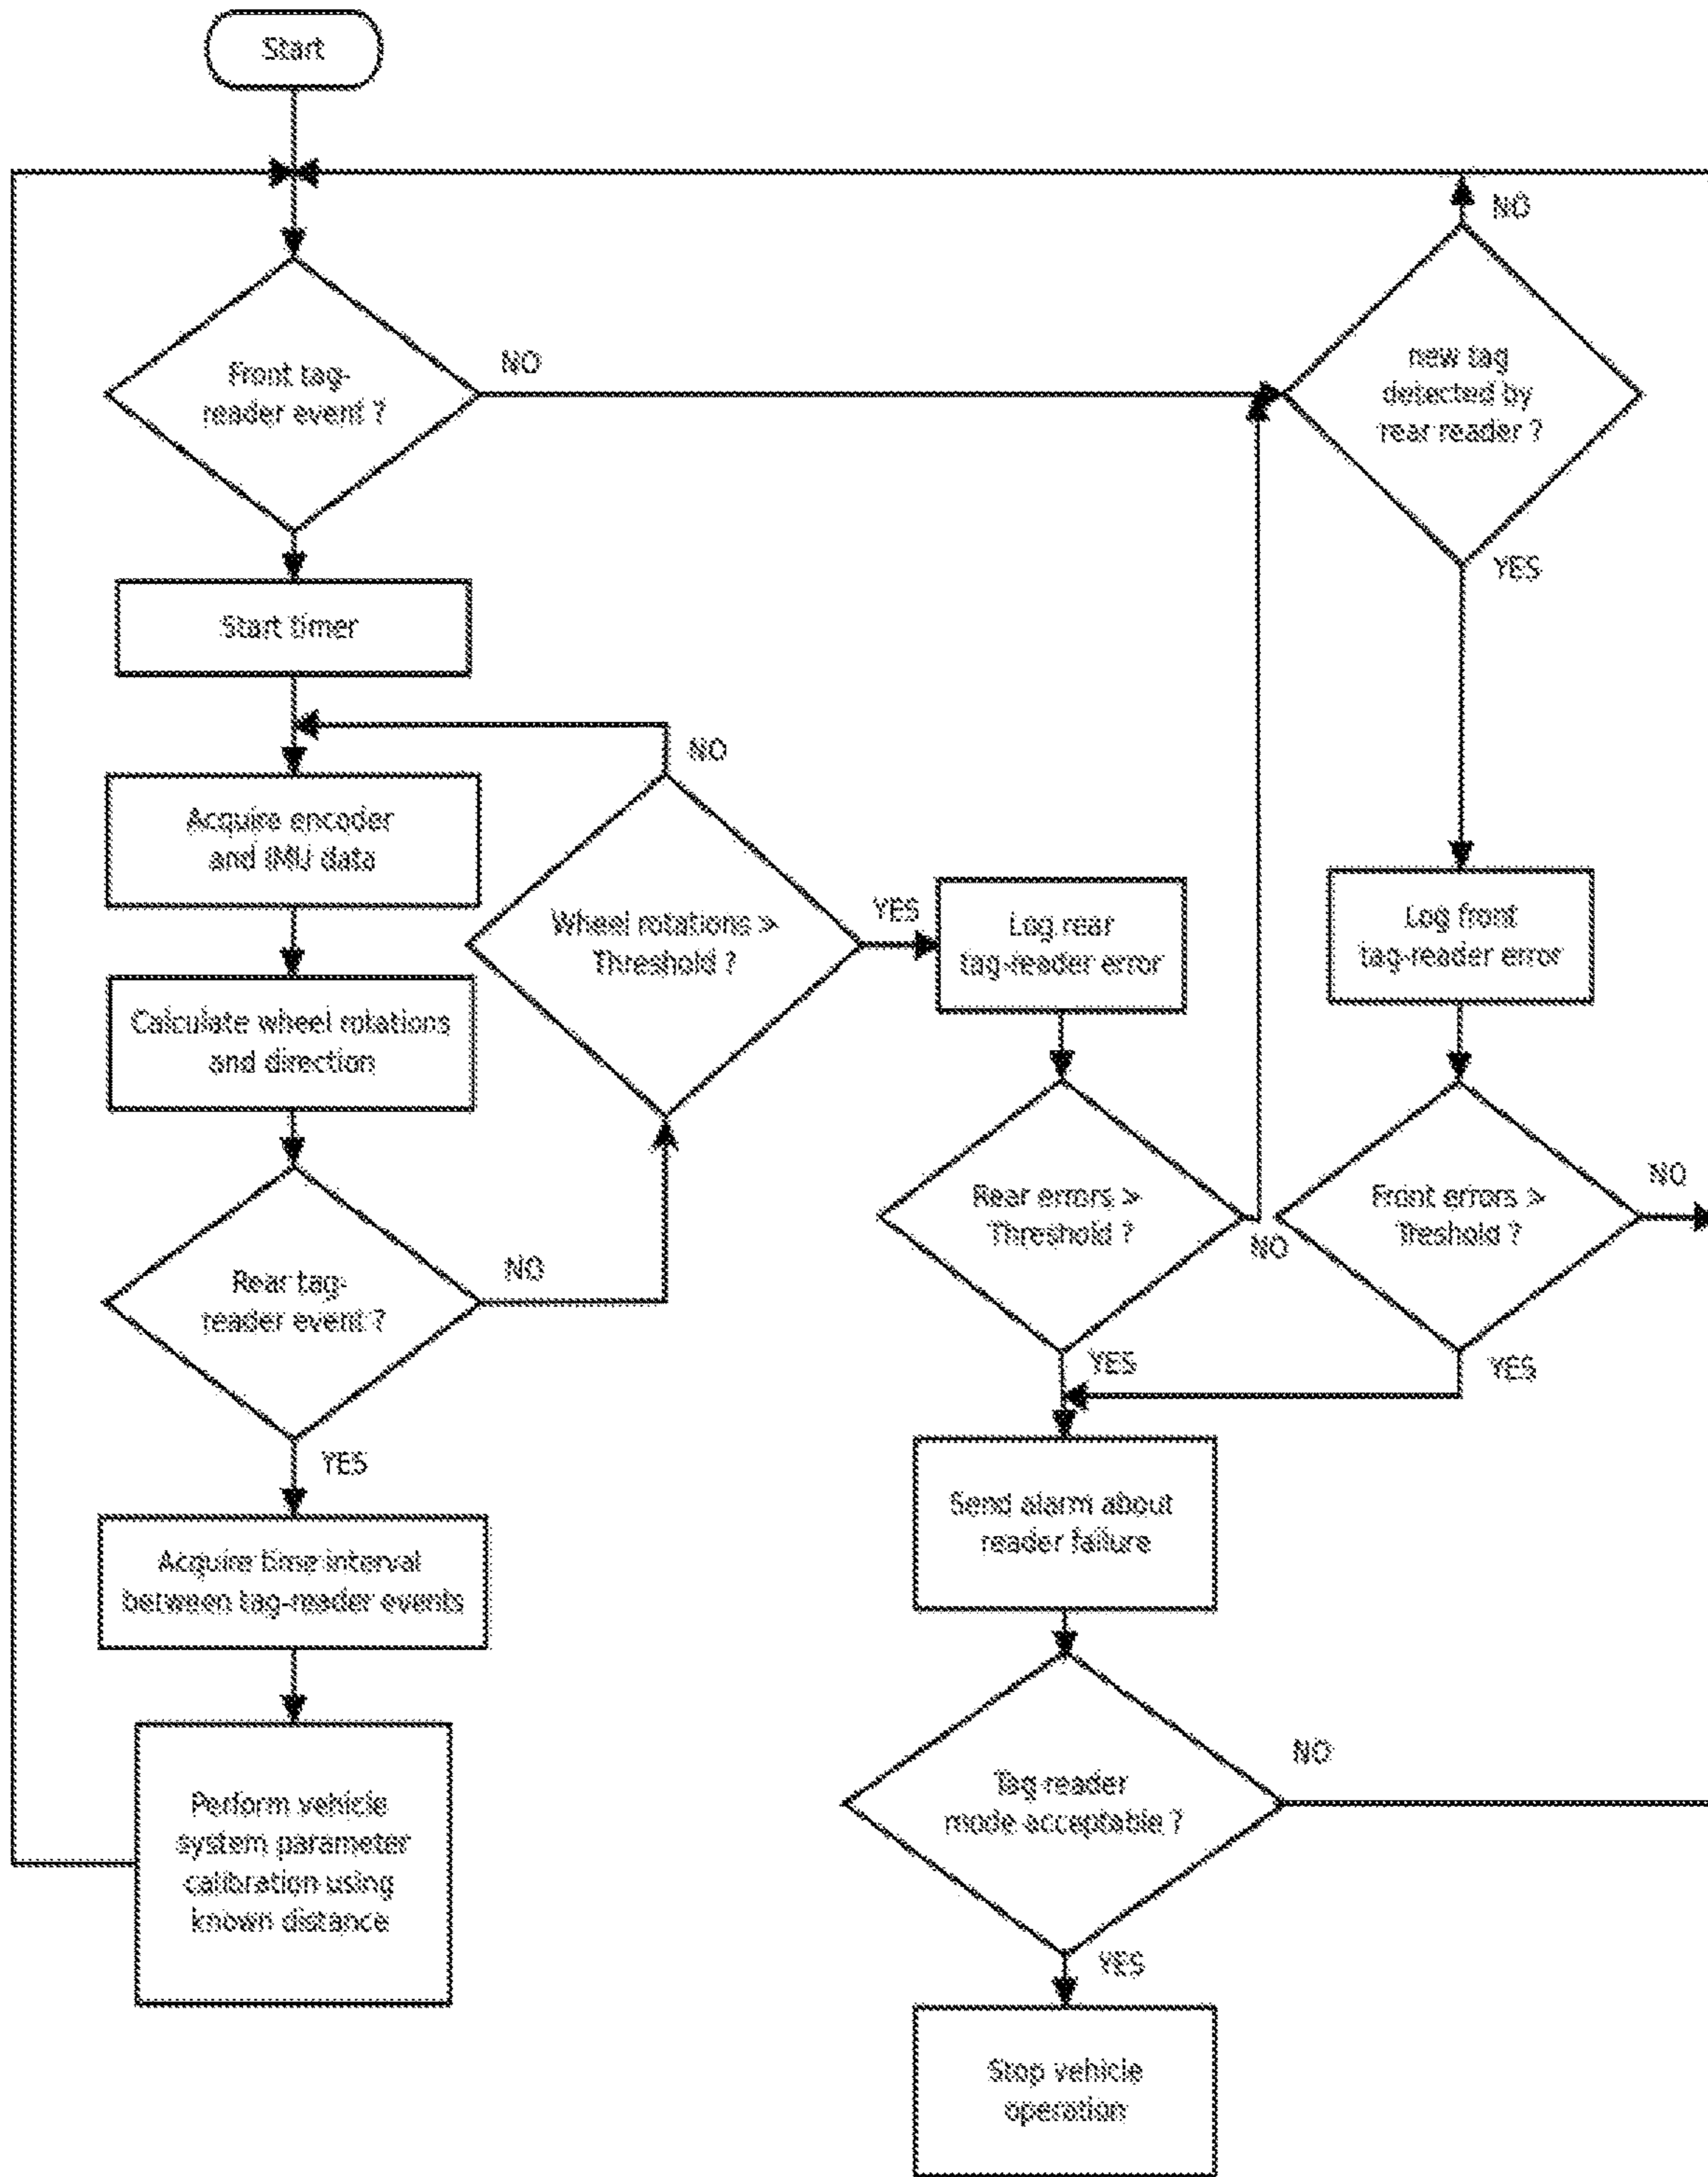 Start
NO
Front tag-
reader event ?
NO
new tag
detected by
rear reader ?
YES
Start timer
NO
Acquire encoder
and IMU data
Wheel rotations >
Threshold ?
YES
Log rear
tag-reader error
Log front
tag-reader error
Calculate wheel rotations
and direction
Rear errors >
Threshold ?
NO
Front errors >
Treshold ?
NO
Rear tag-
reader event ?
NO
YES
YES
YES
Send alarm about
reader failure
Acquire time interval
between tag-reader events
Perform vehicle
system parameter
calibration using
known distance
Tag-reader
mode acceptable ?
NO
YES
Stop vehicle
operation